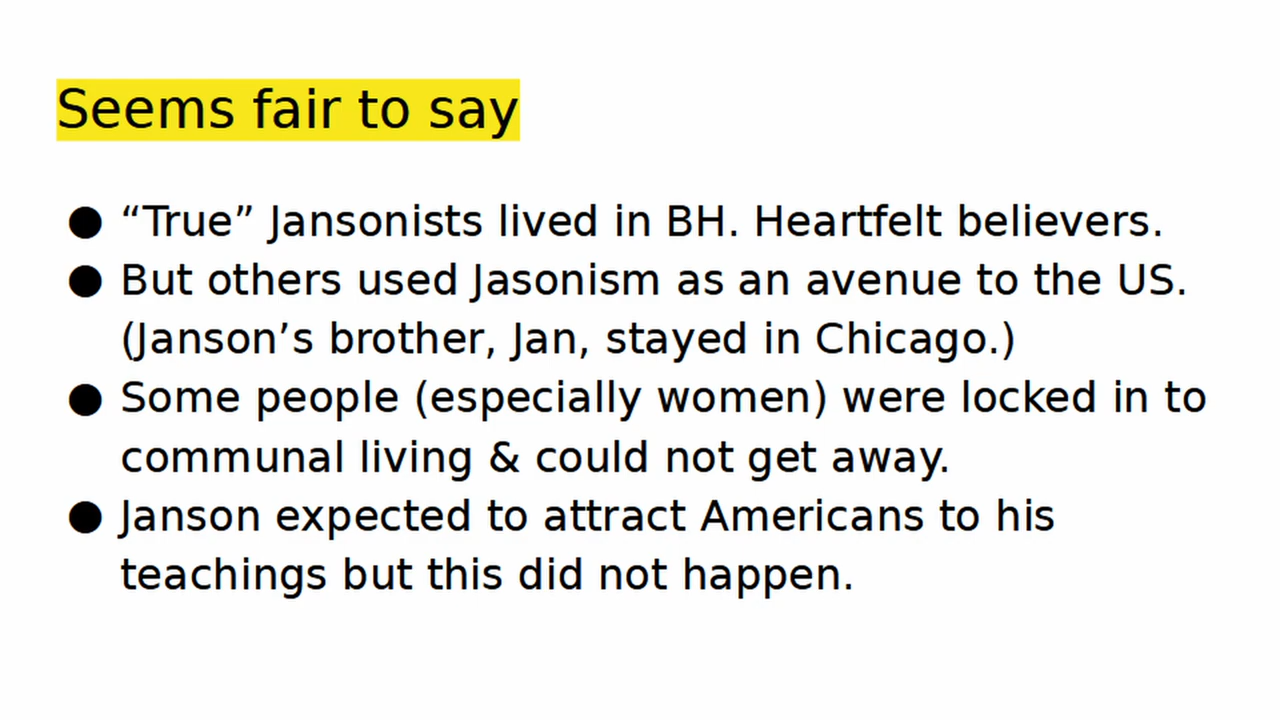 Seems fair to say
● “True” Jansonists lived in BH. Heartfelt believers.
● But others used Jasonism as an avenue to the US.
(Janson’s brother, Jan, stayed in Chicago.)
● Some people (especially women) were locked in to
communal living & could not get away.
● Janson expected to attract Americans to his
teachings but this did not happen.